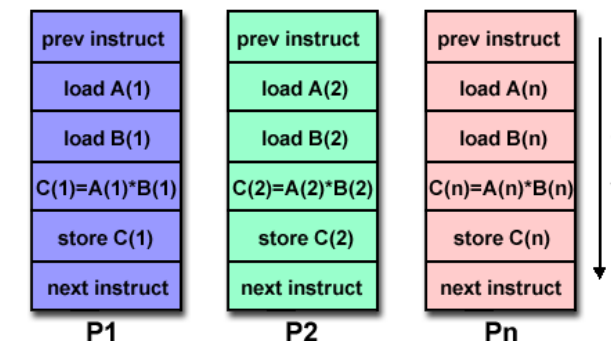 prev instruct
load A(1)
load B(1)
C(1)=A(1)*B(1)
store C(1)
next instruct
P1
prev instruct
load A(2)
load B(2)
C(2)=A(2)*B(2)
store C(2)
next instruct
P2
prev instruct
load A(n)
load B(n)
C(n)=A(n)*B(n)
store C(n)
next instruct
Pn